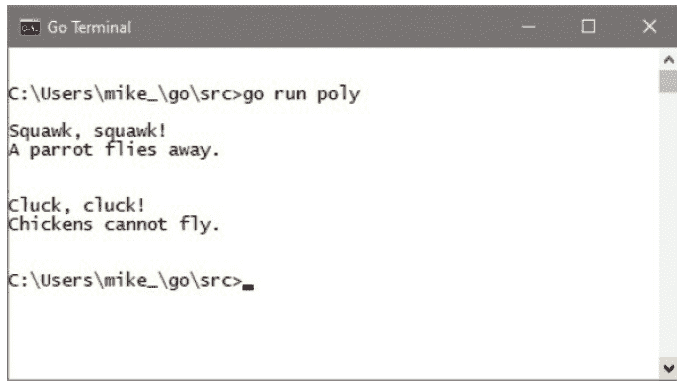 Go Terminal
C:\Users\mike_\go\src>go run poly
Squawk, squawk!
A parrot flies away.
Cluck, cluck!
Chickens cannot fly.
C:\Users\mike_\go\src>_